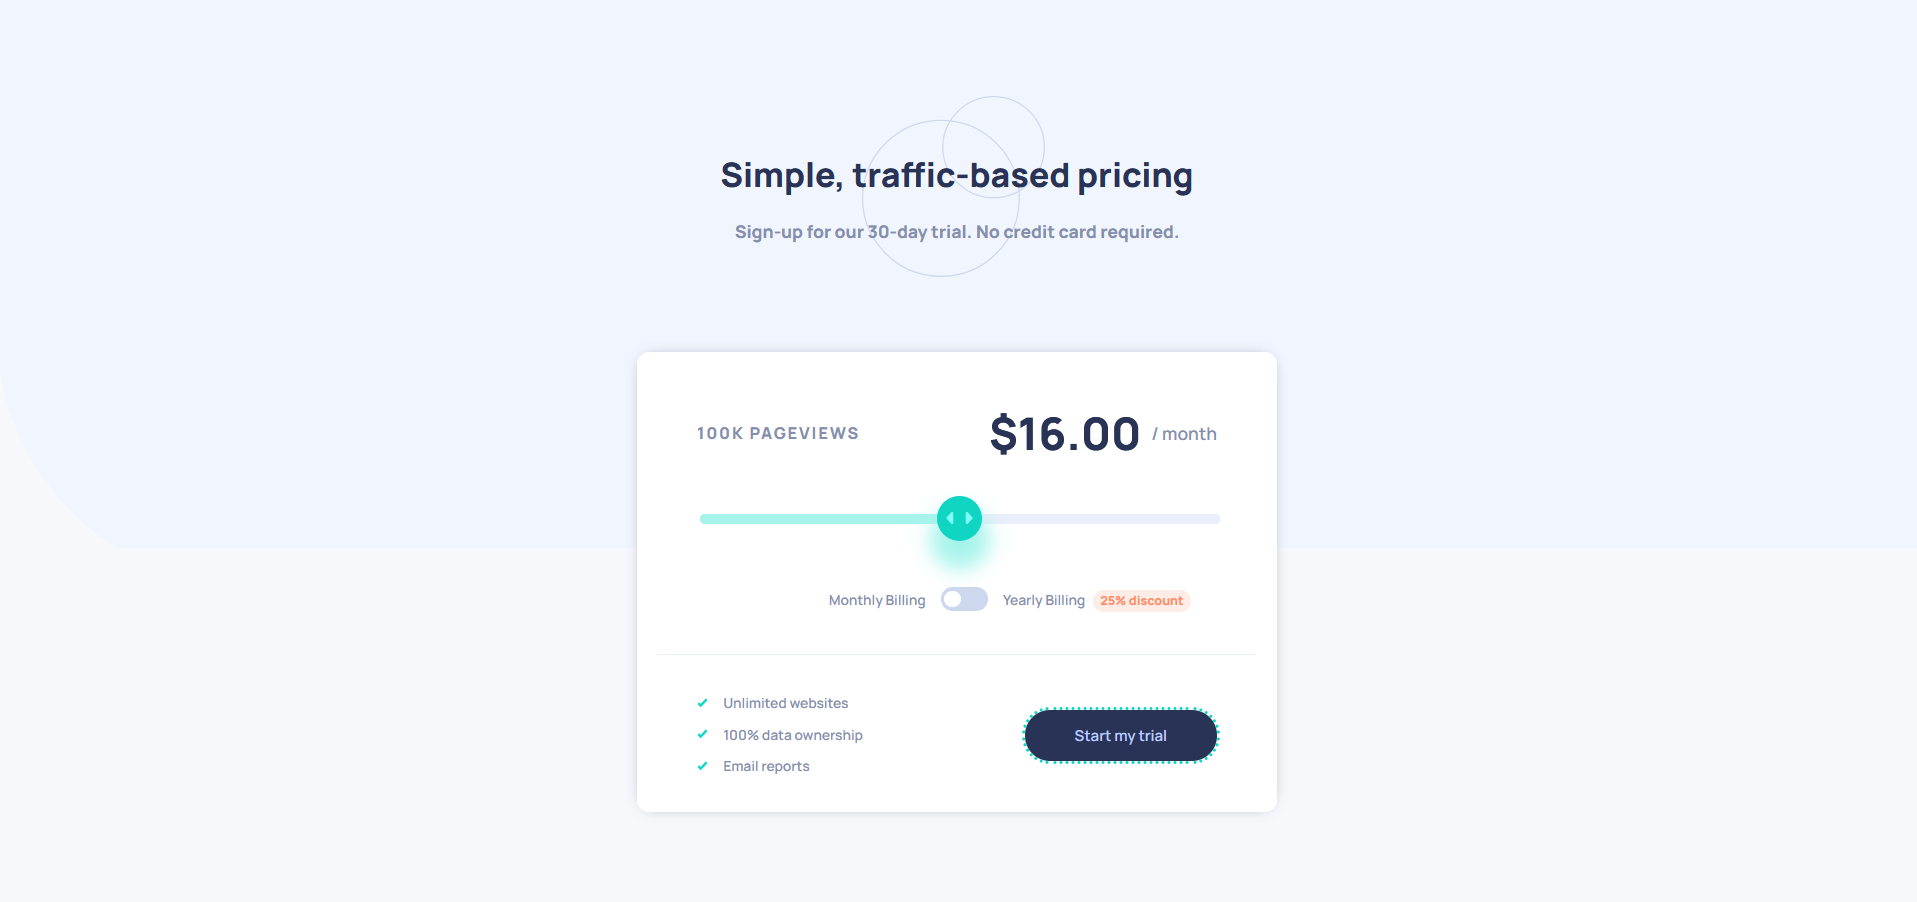 Simple, traffic-based pricing
Sign-up for our 30-day trial. No credit card required.
100K PAGEVIEWS
$16.00 / month
Monthly Billing
Yearly Billing 25% discount
Unlimited websites
100% data ownership
Email reports
Start my trial